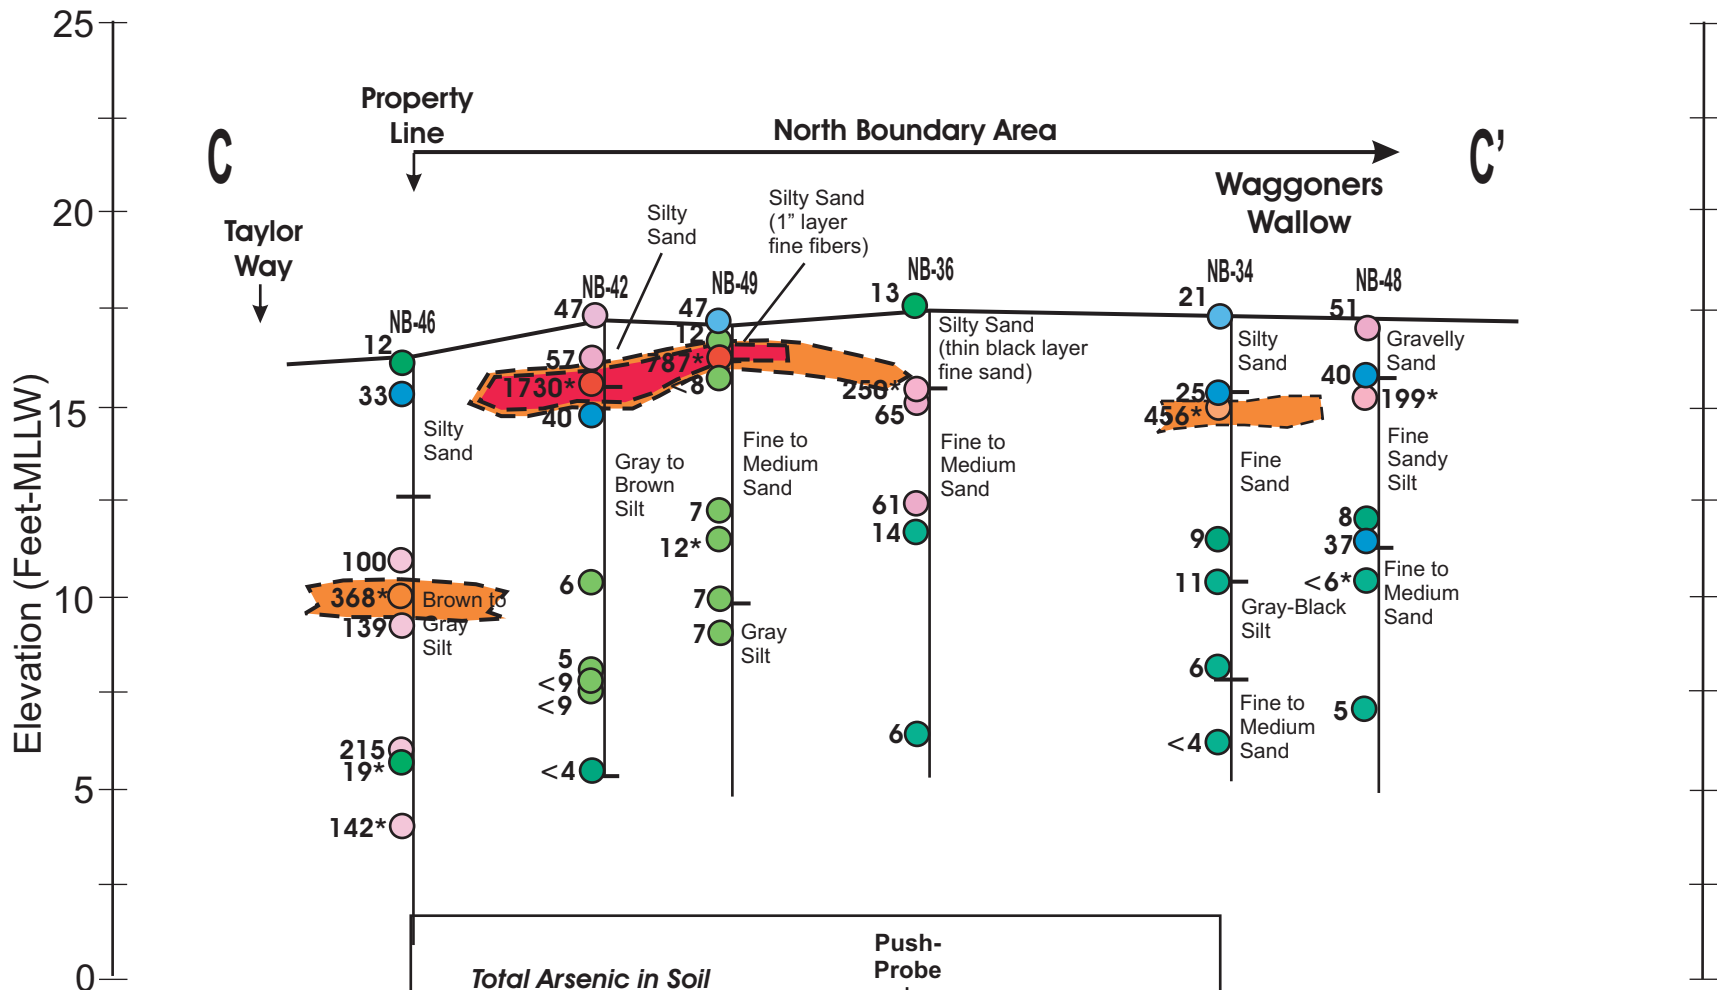 25
20
15
10
5
0
Elevation (Feet-MLLW)
C
C’
Property
Line
North Boundary Area
Waggoners
Wallow
Taylor
Way
Silty
Sand
Silty Sand
(1” layer
fine fibers)
NB-46
12
33
Silty
Sand
100
368*
139
Brown to
Gray
Silt
215
19*
142*
NB-42
47
57
1730*
40
Gray to
Brown
Silt
6
5
<9
<9
<4
NB-49
47
12
787*
<8
Fine to
Medium
Sand
7
12*
7
7
Gray
Silt
NB-36
13
Silty Sand
(thin black layer
fine sand)
250*
65
Fine to
Medium
Sand
61
14
6
NB-34
21
Silty
Sand
25
456*
Fine
Sand
9
11
Gray-Black
Silt
6
Fine to
Medium
Sand
<4
NB-48
51
Gravelly
Sand
40
199*
Fine
Sandy
Silt
8
37
<6*
Fine to
Medium
Sand
5
Total Arsenic in Soil
Push-
Probe